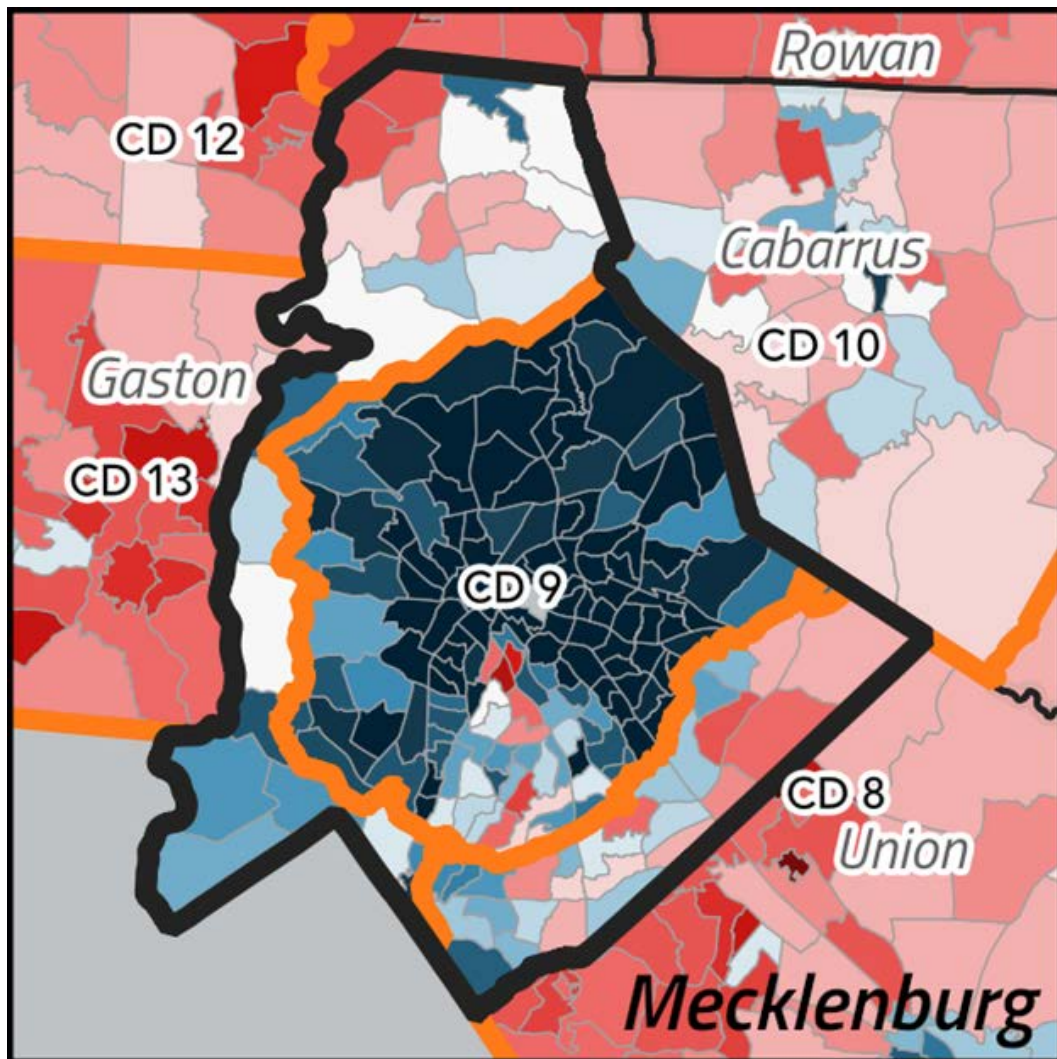 Rowan
CD 12
Cabarrus
CD 10
Gaston
CD 13
CD 9
CD 8
Union
Mecklenburg